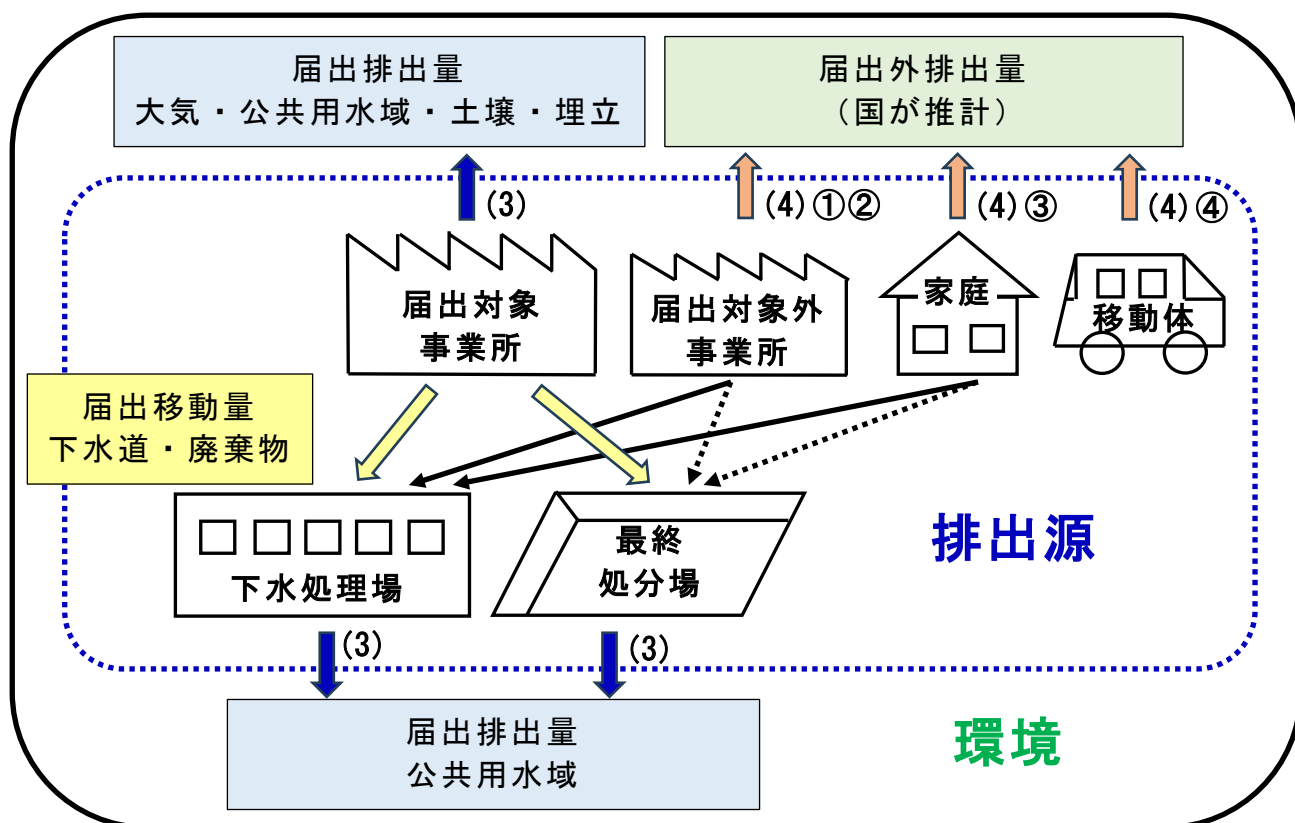 届出排出量
大気・公共用水域・土壌・埋立
届出外排出量
（国が推計）
(3)
(4)①②
(4)③
(4)④
届出対象
事業所
届出対象外
事業所
家庭
移動体
届出移動量
下水道・廃棄物
下水処理場
最終
処分場
排出源
(3)
(3)
届出排出量
公共用水域
環境